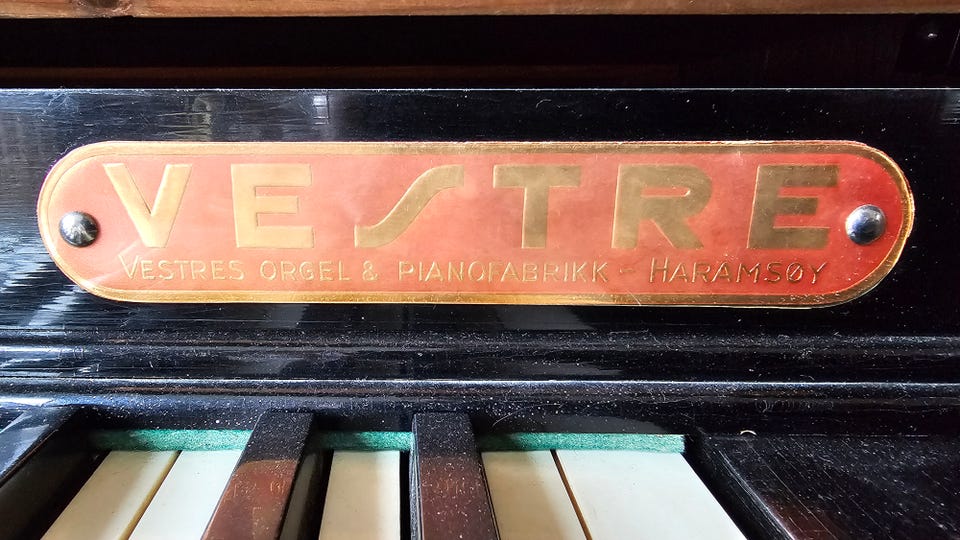 VESTRE
VESTRES ORGEL & PIANOFABRIKK - HARAMSØY